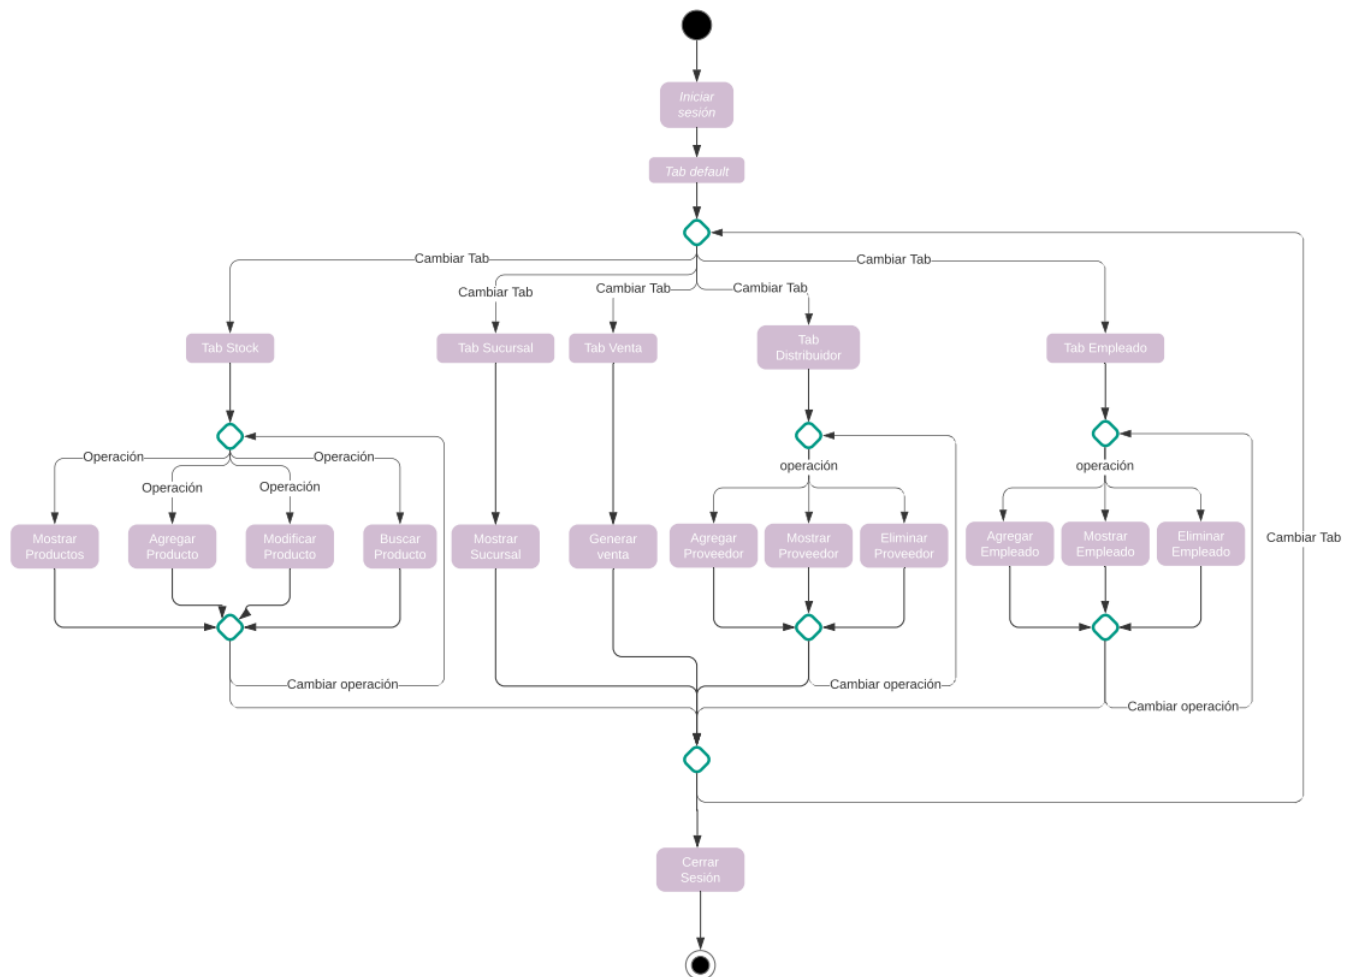 Iniciar
sesión
Tab default
Cambiar Tab
Cambiar Tab
Cambiar Tab
Cambiar Tab
Cambiar Tab
Tab Stock
Tab Sucursal
Tab Venta
Tab
Distribuidor
Tab Empleado
Operación
Operación
Operación
Operación
operación
operación
Mostrar
Productos
Agregar
Producto
Modificar
Producto
Buscar
Producto
Mostrar
Sucursal
Generar
venta
Agregar
Proveedor
Mostrar
Proveedor
Eliminar
Proveedor
Agregar
Empleado
Mostrar
Empleado
Eliminar
Empleado
Cambiar Tab
Cambiar operación
Cambiar operación
Cambiar operación
Cerrar
Sesión